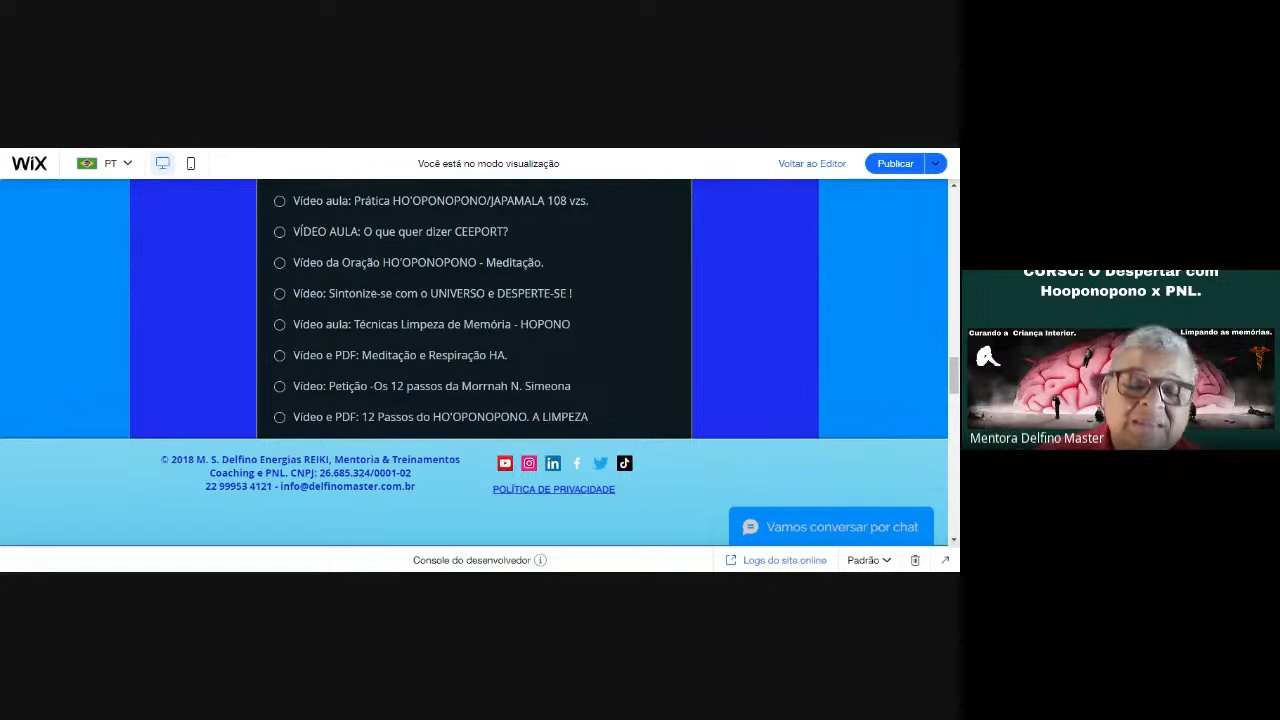 WiX
PT
Você está no modo visualização
Voltar ao Editor
Publicar
Vídeo aula: Prática HO'OPONOPONO/JAPAMALA 108 vzs.
VÍDEO AULA: O que quer dizer CEEPORT?
Vídeo da Oração HO'OPONOPONO - Meditação.
Vídeo: Sintonize-se com o UNIVERSO e DESPERTE-SE !
Vídeo aula: Técnicas Limpeza de Memória - HOPONO
Vídeo e PDF: Meditação e Respiração HA.
Vídeo: Petição -Os 12 passos da Morrnah N. Simeona
Vídeo e PDF: 12 Passos do HO'OPONOPONO. A LIMPEZA
© 2018 M. S. Delfino Energias REIKI, Mentoria & Treinamentos
Coaching e PNL. CNPJ: 26.685.324/0001-02
22 99953 4121 - info@delfinomaster.com.br
POLÍTICA DE PRIVACIDADE
Vamos conversar por chat
Console do desenvolvedor
Logs do site online
Padrão
CURSO: O Despertar com
Hooponopono x PNL.
Curando a Criança Interior.
Limpando as memórias.
Mentora Delfino Master